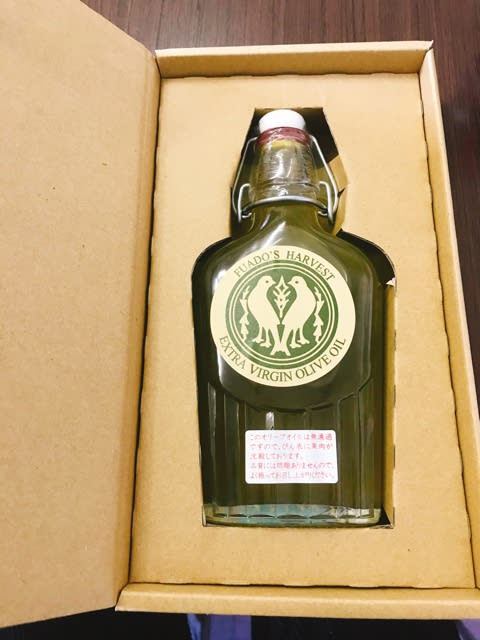 FUADO'S HARVEST
EXTRA VIRGIN OLIVE OIL
このオリーブオイルは無濾過
ですので、びん底に果肉が
沈殿しております。
品質には問題ありませんので、
よく振ってお召し上がりください。